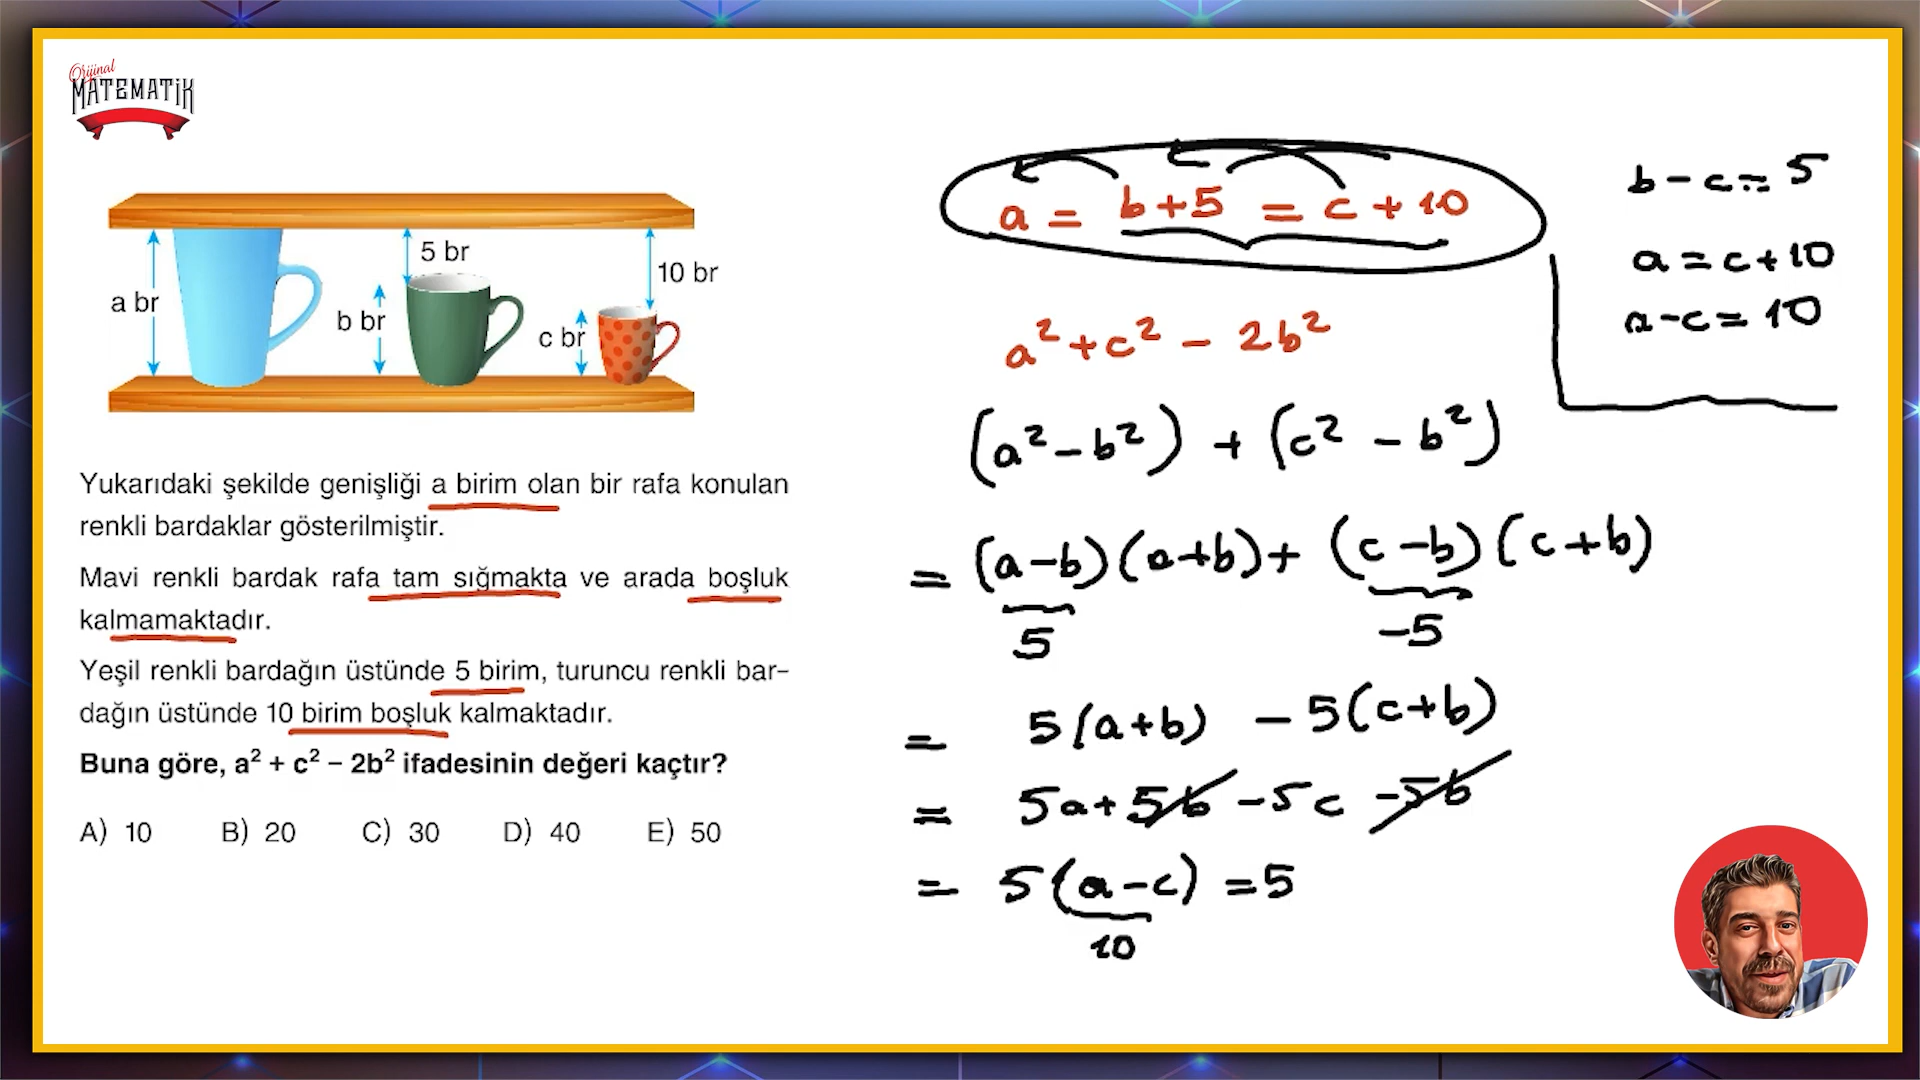 Orijinal
MATEMATİK
a br
b br
5 br
c br
10 br
Yukarıdaki şekilde genişliği a birim olan bir rafa konulan
renkli bardaklar gösterilmiştir.
Mavi renkli bardak rafa tam sığmakta ve arada boşluk
kalmamaktadır.
Yeşil renkli bardağın üstünde 5 birim, turuncu renkli bar-
dağın üstünde 10 birim boşluk kalmaktadır.
Buna göre, a² + c² – 2b² ifadesinin değeri kaçtır?
A) 10 B) 20 C) 30 D) 40 E) 50
a = b+5 = c+10
a²+c² - 2b²
(a²-b²) + (c² - b²)
= (a-b)(a+b)+ (c-b)(c+b)
5 -5
= 5(a+b) -5(c+b)
= 5a+5b-5c-5b
= 5(a-c) =5
10
b-c=5
a=c+10
a-c=10